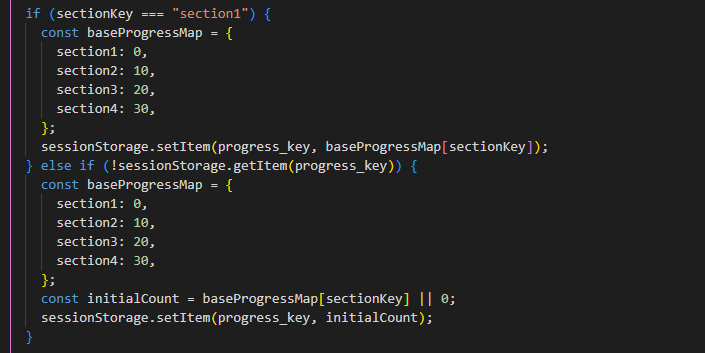 if (sectionKey === "section1") {
  const baseProgressMap = {
    section1: 0,
    section2: 10,
    section3: 20,
    section4: 30,
  };
  sessionStorage.setItem(progress_key, baseProgressMap[sectionKey]);
} else if (!sessionStorage.getItem(progress_key)) {
  const baseProgressMap = {
    section1: 0,
    section2: 10,
    section3: 20,
    section4: 30,
  };
  const initialCount = baseProgressMap[sectionKey] || 0;
  sessionStorage.setItem(progress_key, initialCount);
}